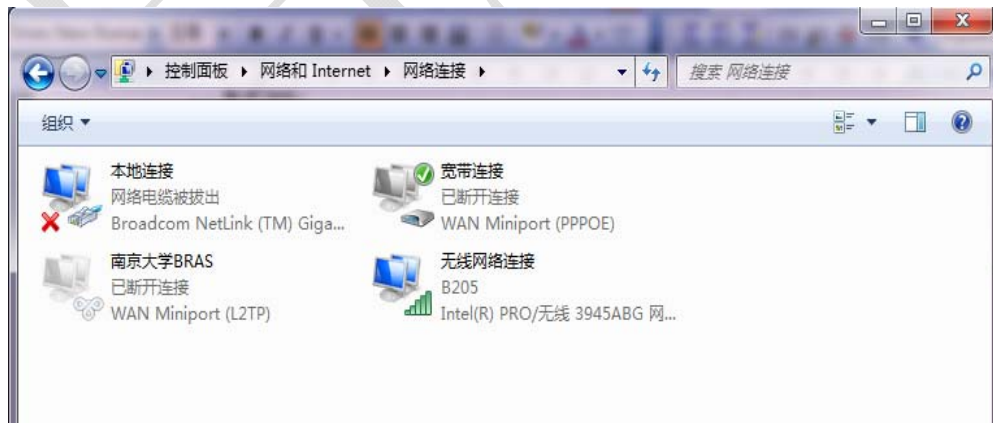 控制面板 ▸ 网络和 Internet ▸ 网络连接 ▸
搜索 网络连接
组织 ▾
本地连接
网络电缆被拔出
Broadcom NetLink (TM) Giga...
宽带连接
已断开连接
WAN Miniport (PPPOE)
南京大学BRAS
已断开连接
WAN Miniport (L2TP)
无线网络连接
B205
Intel(R) PRO/无线 3945ABG 网...